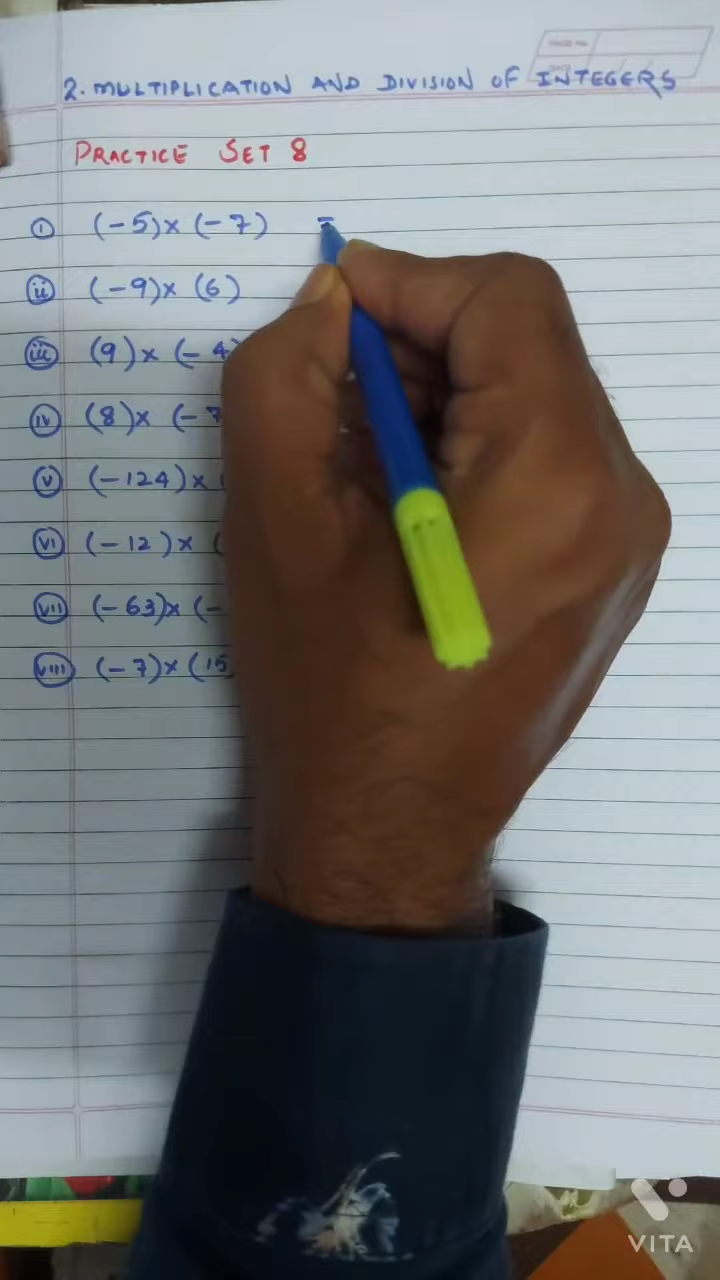 2. MULTIPLICATION AND DIVISION OF INTEGERS
PRACTICE SET 8
i (-5)x(-7) =
ii (-9)x(6)
iii (9)x(-4)
iv (8)x(-7
v (-124)x(
vi (-12)x(
vii (-63)x(-
viii (-7)x(15
VITA